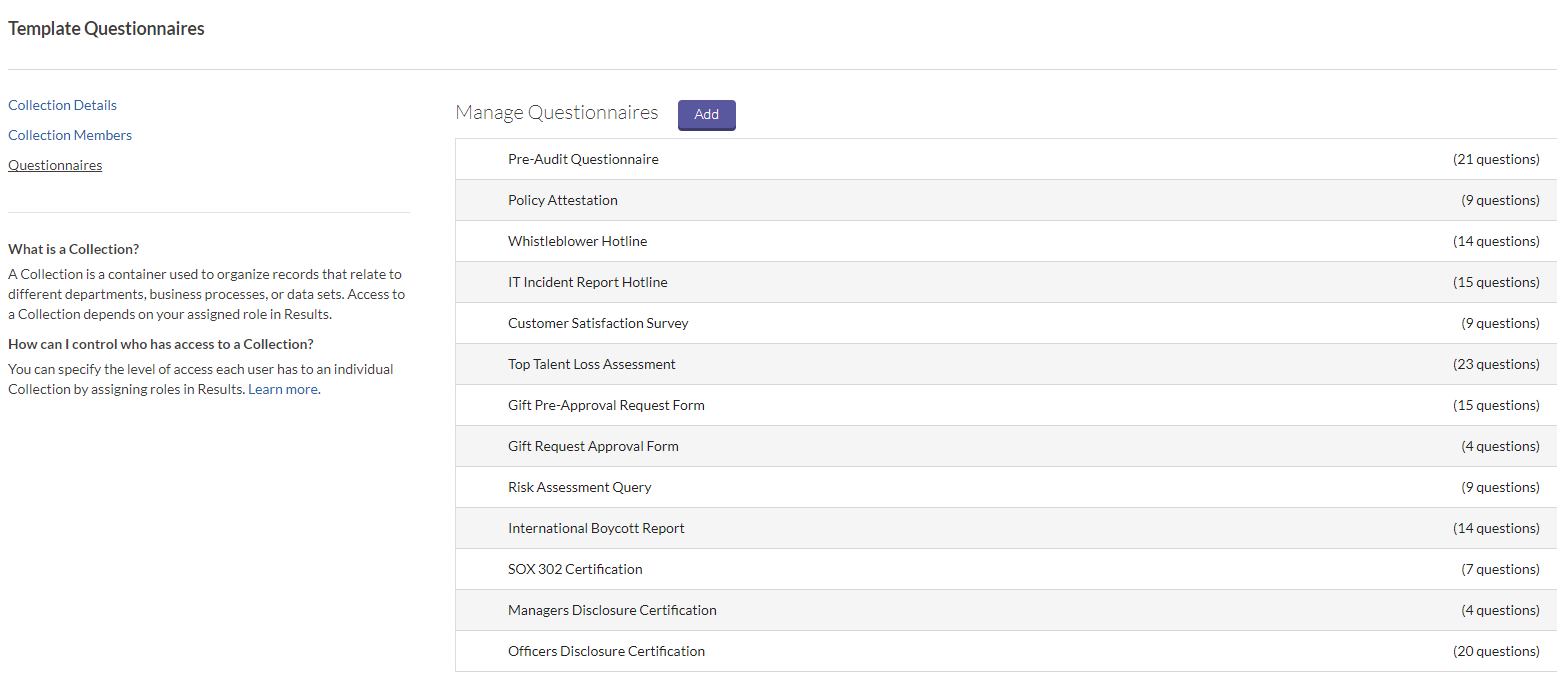 Template Questionnaires
Collection Details
Collection Members
Questionnaires
What is a Collection?
A Collection is a container used to organize records that relate to
different departments, business processes, or data sets. Access to
a Collection depends on your assigned role in Results.
How can I control who has access to a Collection?
You can specify the level of access each user has to an individual
Collection by assigning roles in Results. Learn more.
Manage Questionnaires Add
Pre-Audit Questionnaire (21 questions)
Policy Attestation (9 questions)
Whistleblower Hotline (14 questions)
IT Incident Report Hotline (15 questions)
Customer Satisfaction Survey (9 questions)
Top Talent Loss Assessment (23 questions)
Gift Pre-Approval Request Form (15 questions)
Gift Request Approval Form (4 questions)
Risk Assessment Query (9 questions)
International Boycott Report (14 questions)
SOX 302 Certification (7 questions)
Managers Disclosure Certification (4 questions)
Officers Disclosure Certification (20 questions)